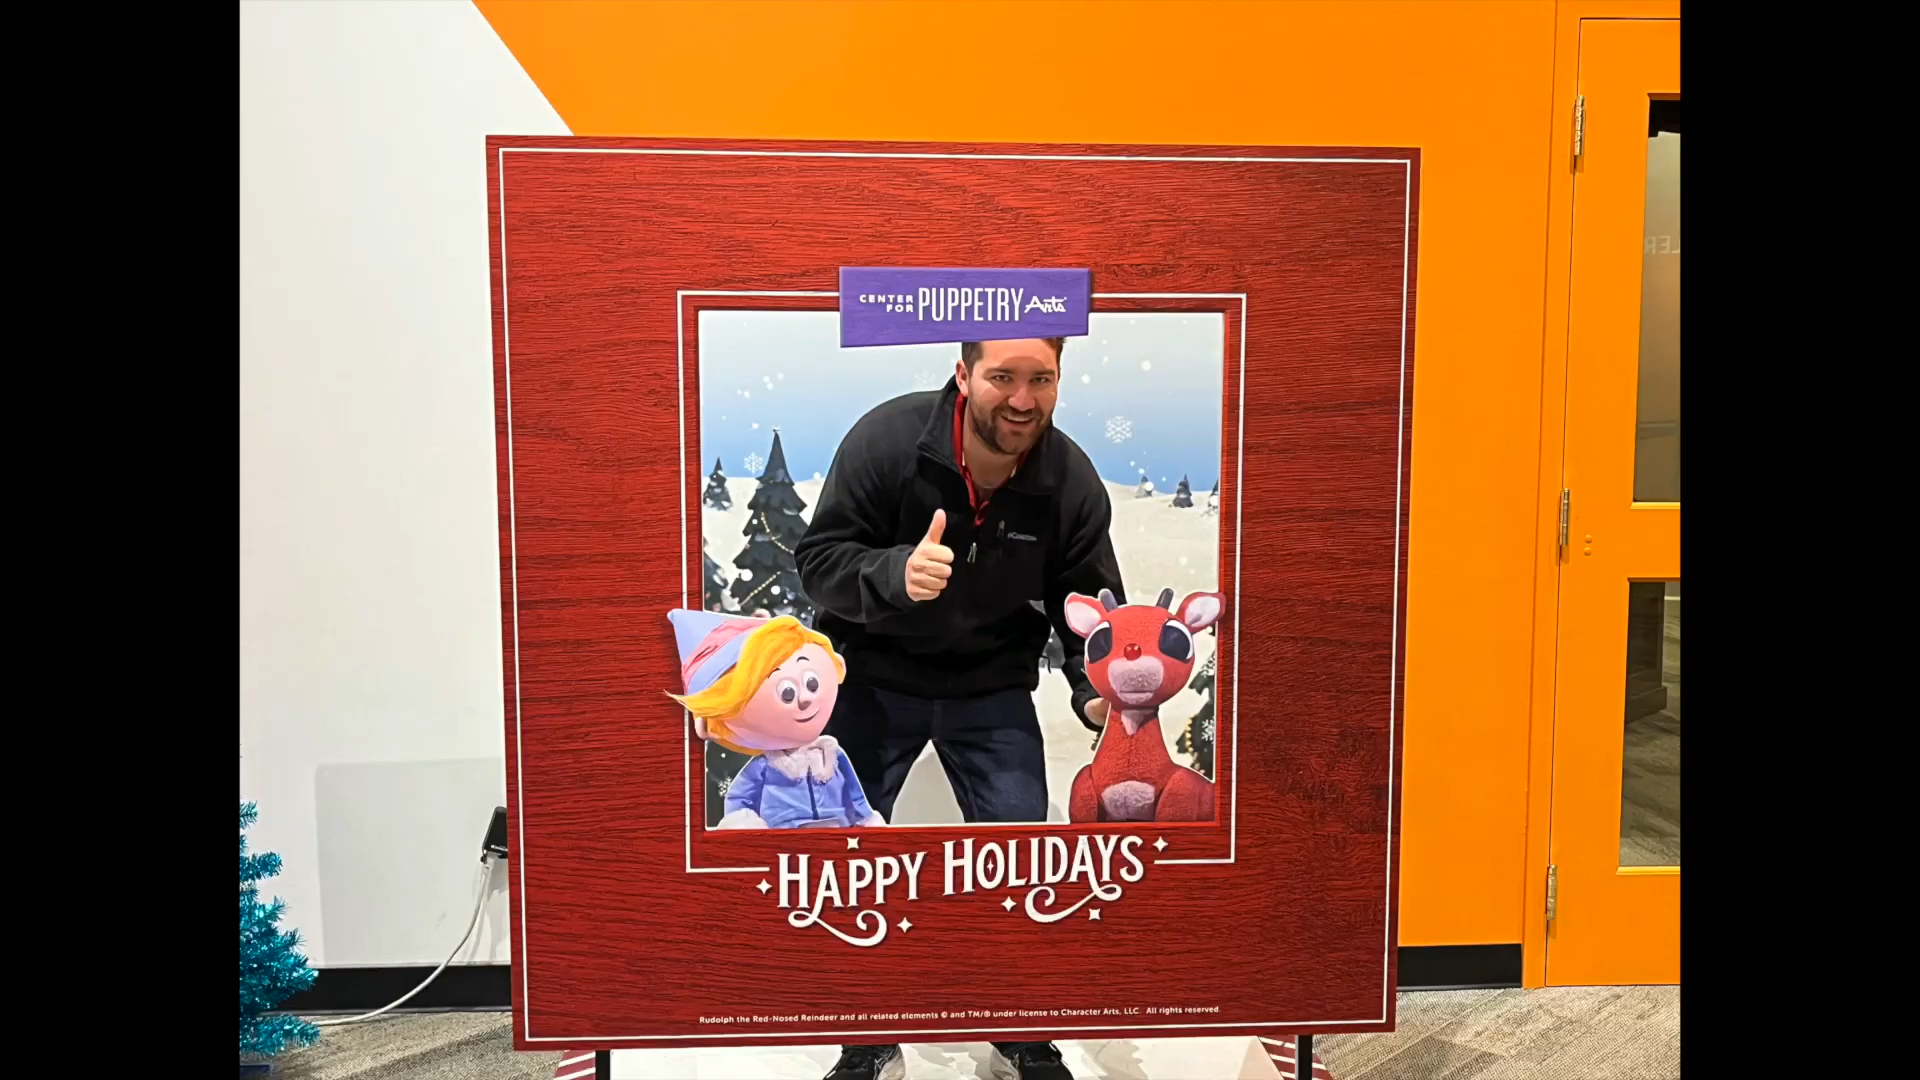 CENTER FOR PUPPETRY Arts
Columbia
HAPPY HOLIDAYS
Rudolph the Red-Nosed Reindeer and all related elements © and TM/® under license to Character Arts, LLC. All rights reserved.